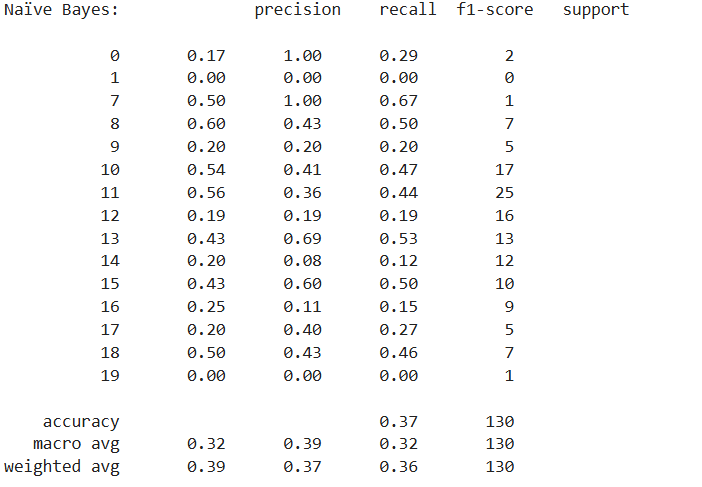 Naïve Bayes:              precision    recall  f1-score   support

           0       0.17      1.00      0.29         2
           1       0.00      0.00      0.00         0
           7       0.50      1.00      0.67         1
           8       0.60      0.43      0.50         7
           9       0.20      0.20      0.20         5
          10       0.54      0.41      0.47        17
          11       0.56      0.36      0.44        25
          12       0.19      0.19      0.19        16
          13       0.43      0.69      0.53        13
          14       0.20      0.08      0.12        12
          15       0.43      0.60      0.50        10
          16       0.25      0.11      0.15         9
          17       0.20      0.40      0.27         5
          18       0.50      0.43      0.46         7
          19       0.00      0.00      0.00         1

    accuracy                           0.37       130
   macro avg       0.32      0.39      0.32       130
weighted avg       0.39      0.37      0.36       130